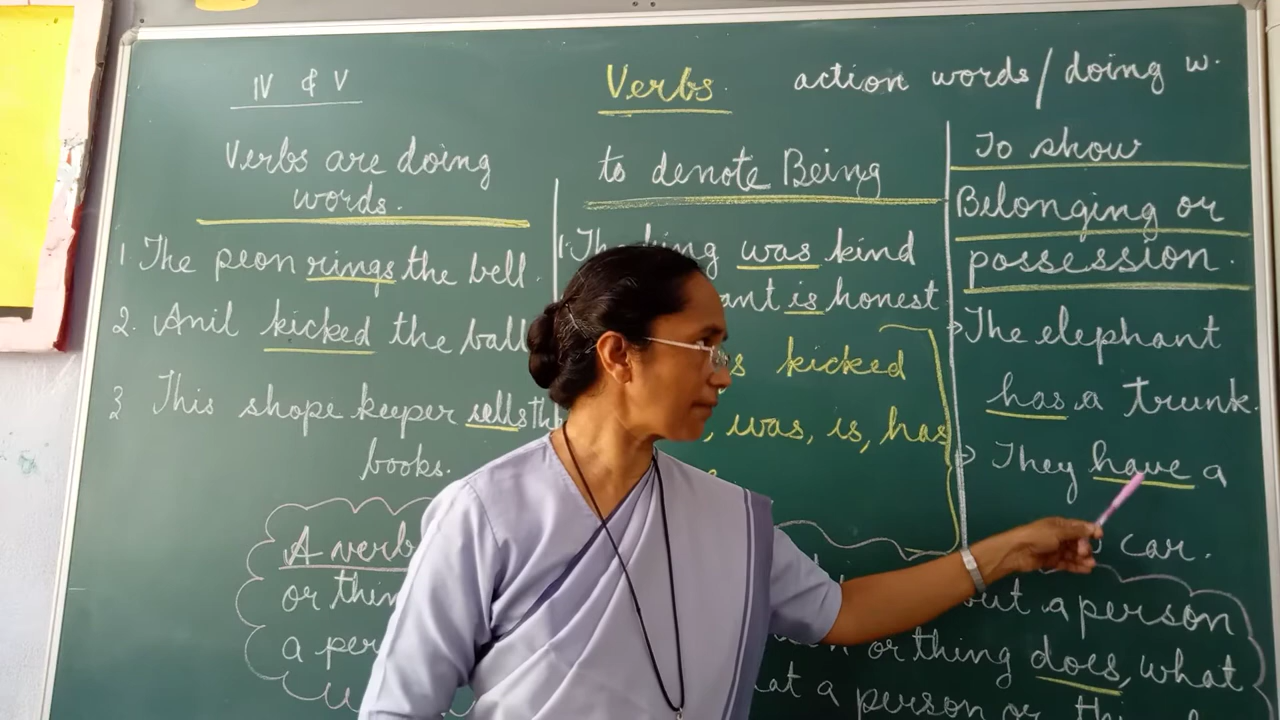 IV & V
Verbs
action words / doing w.
Verbs are doing
words.
1. The peon rings the bell.
2. Anil kicked the ball
3 This shope keeper sells the
books.
to denote Being
1. The king was kind
is honest
kicked
, was, is, has
To show
Belonging or
possession.
The elephant
has a trunk.
They have a
car.
A verb
or thin
a person
or thing does, what
a person or